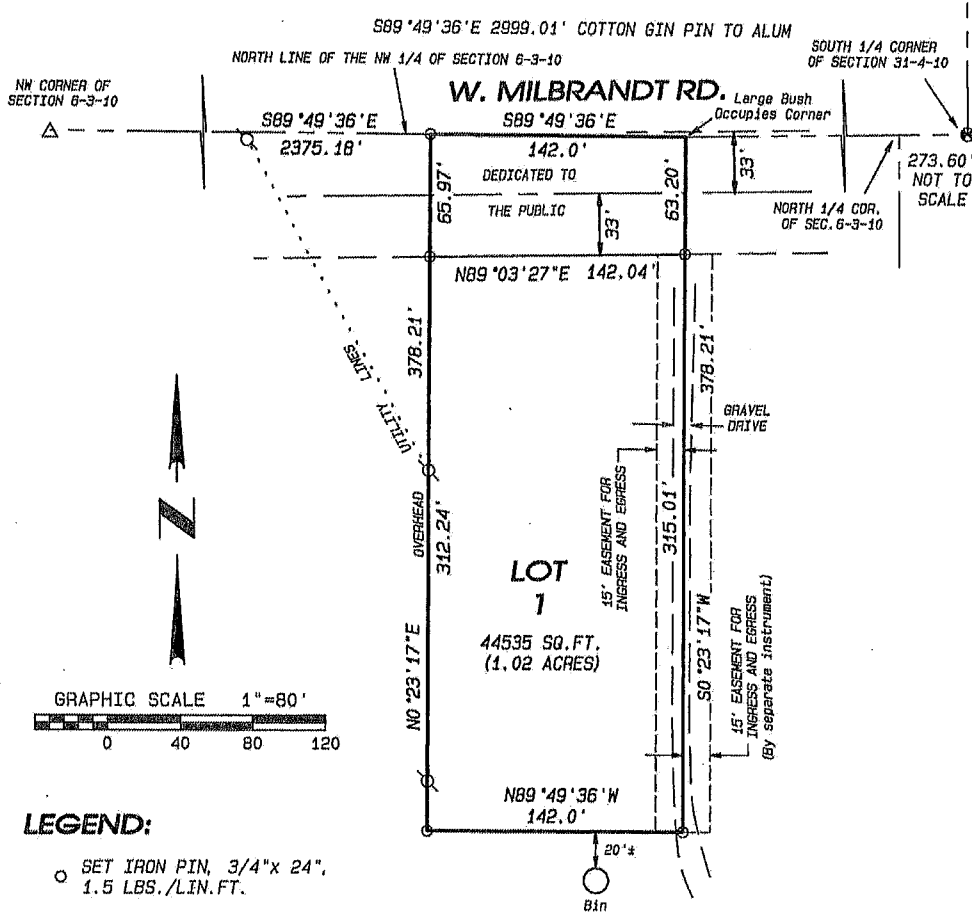 S89°49'36"E 2999.01' COTTON GIN PIN TO ALUM
NORTH LINE OF THE NW 1/4 OF SECTION 6-3-10
SOUTH 1/4 CORNER
OF SECTION 31-4-10
NW CORNER OF
SECTION 6-3-10
W. MILBRANDT RD.
Large Bush
Occupies Corner
S89°49'36"E
2375.18'
S89°49'36"E
142.0'
33'
273.60'
NOT TO
SCALE
65.97'
DEDICATED TO
THE PUBLIC
63.20'
33'
NORTH 1/4 COR.
OF SEC.6-3-10
N89°03'27"E 142.04'
378.21'
378.21'
UTILITY LINES
GRAVEL
DRIVE
OVERHEAD
312.24'
315.01'
15' EASEMENT FOR
INGRESS AND EGRESS
N
LOT
1
44535 SQ.FT.
(1.02 ACRES)
N0°23'17"E
S0°23'17"W
15' EASEMENT FOR
INGRESS AND EGRESS
(By separate instrument)
GRAPHIC SCALE 1"=80'
0 40 80 120
N89°49'36"W
142.0'
20'±
Bin
LEGEND:
SET IRON PIN, 3/4"x 24",
1.5 LBS./LIN.FT.